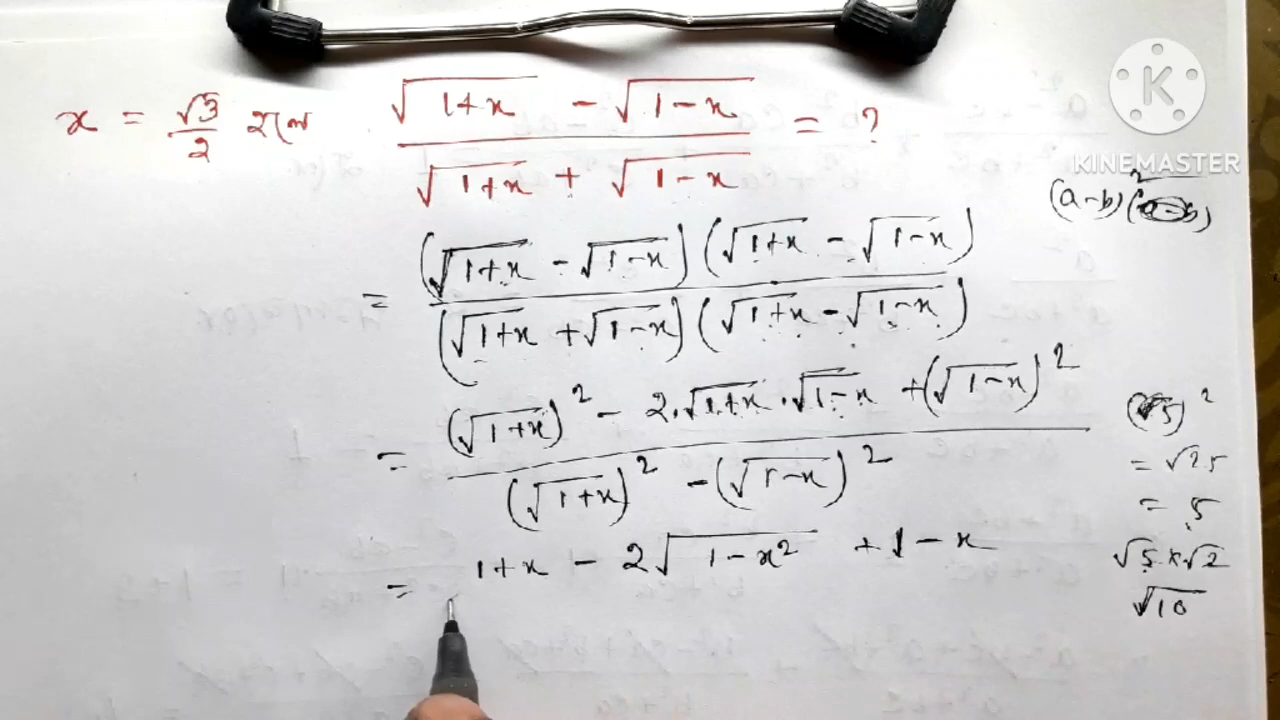 x = √3/2 হলে (√(1+x) - √(1-x)) / (√(1+x) + √(1-x)) = ?
KINEMASTER
(a-b)²
= (√(1+x) - √(1-x)) (√(1+x) - √(1-x)) / (√(1+x) + √(1-x)) (√(1+x) - √(1-x))
= ((√(1+x))² - 2.√(1+x) . √(1-x) + (√(1-x))²) / ((√(1+x))² - (√(1-x))²)
(√5)²
= √25
= 5
= 1+x - 2√(1-x²) + 1-x
√5 × √2
√10